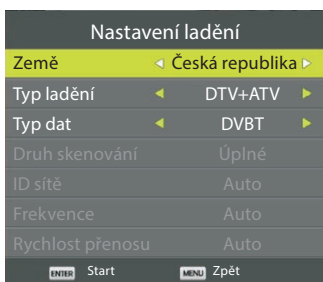 Nastavení ladění
Země Česká republika
Typ ladění DTV+ATV
Typ dat DVBT
Druh skenování Úplné
ID sítě Auto
Frekvence Auto
Rychlost přenosu Auto
ENTER Start MENU Zpět